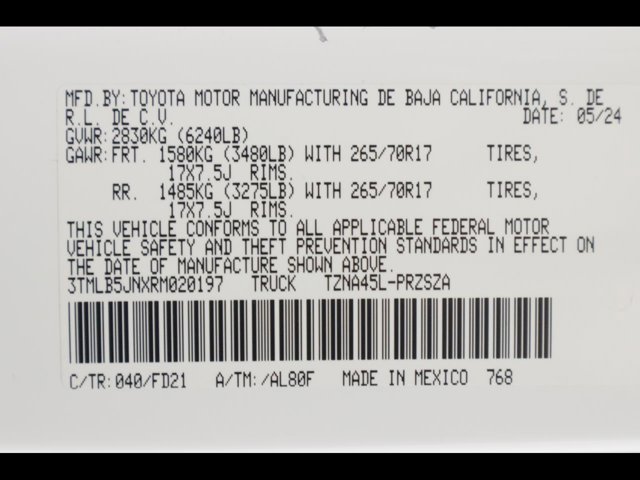 MFD.BY:TOYOTA MOTOR MANUFACTURING DE BAJA CALIFORNIA, S. DE
R.L. DE C.V. DATE: 05/24
GVWR:2830KG (6240LB)
GAWR:FRT. 1580KG (3480LB) WITH 265/70R17 TIRES,
17X7.5J RIMS.
RR. 1485KG (3275LB) WITH 265/70R17 TIRES,
17X7.5J RIMS.
THIS VEHICLE CONFORMS TO ALL APPLICABLE FEDERAL MOTOR
VEHICLE SAFETY AND THEFT PREVENTION STANDARDS IN EFFECT ON
THE DATE OF MANUFACTURE SHOWN ABOVE.
3TMLB5JNXRM020197 TRUCK TZNA45L-PRZSZA
C/TR:040/FD21 A/TM:/AL80F MADE IN MEXICO 768